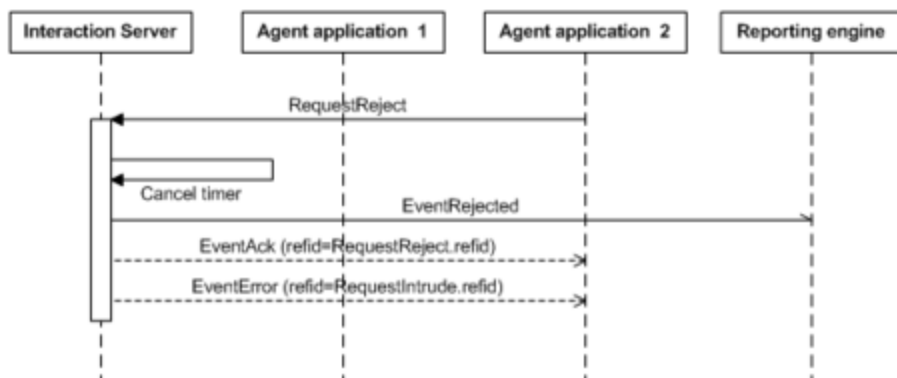 Interaction Server
Agent application 1
Agent application 2
Reporting engine
RequestReject
Cancel timer
EventRejected
EventAck (refid=RequestReject.refid)
EventError (refid=RequestIntrude.refid)